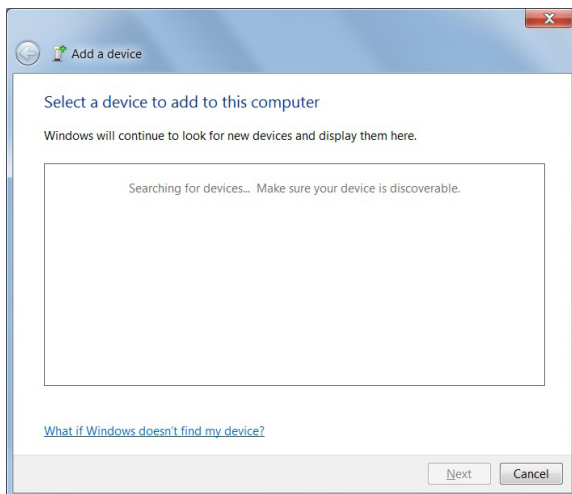 Add a device
Select a device to add to this computer
Windows will continue to look for new devices and display them here.
Searching for devices... Make sure your device is discoverable.
What if Windows doesn't find my device?
Next Cancel